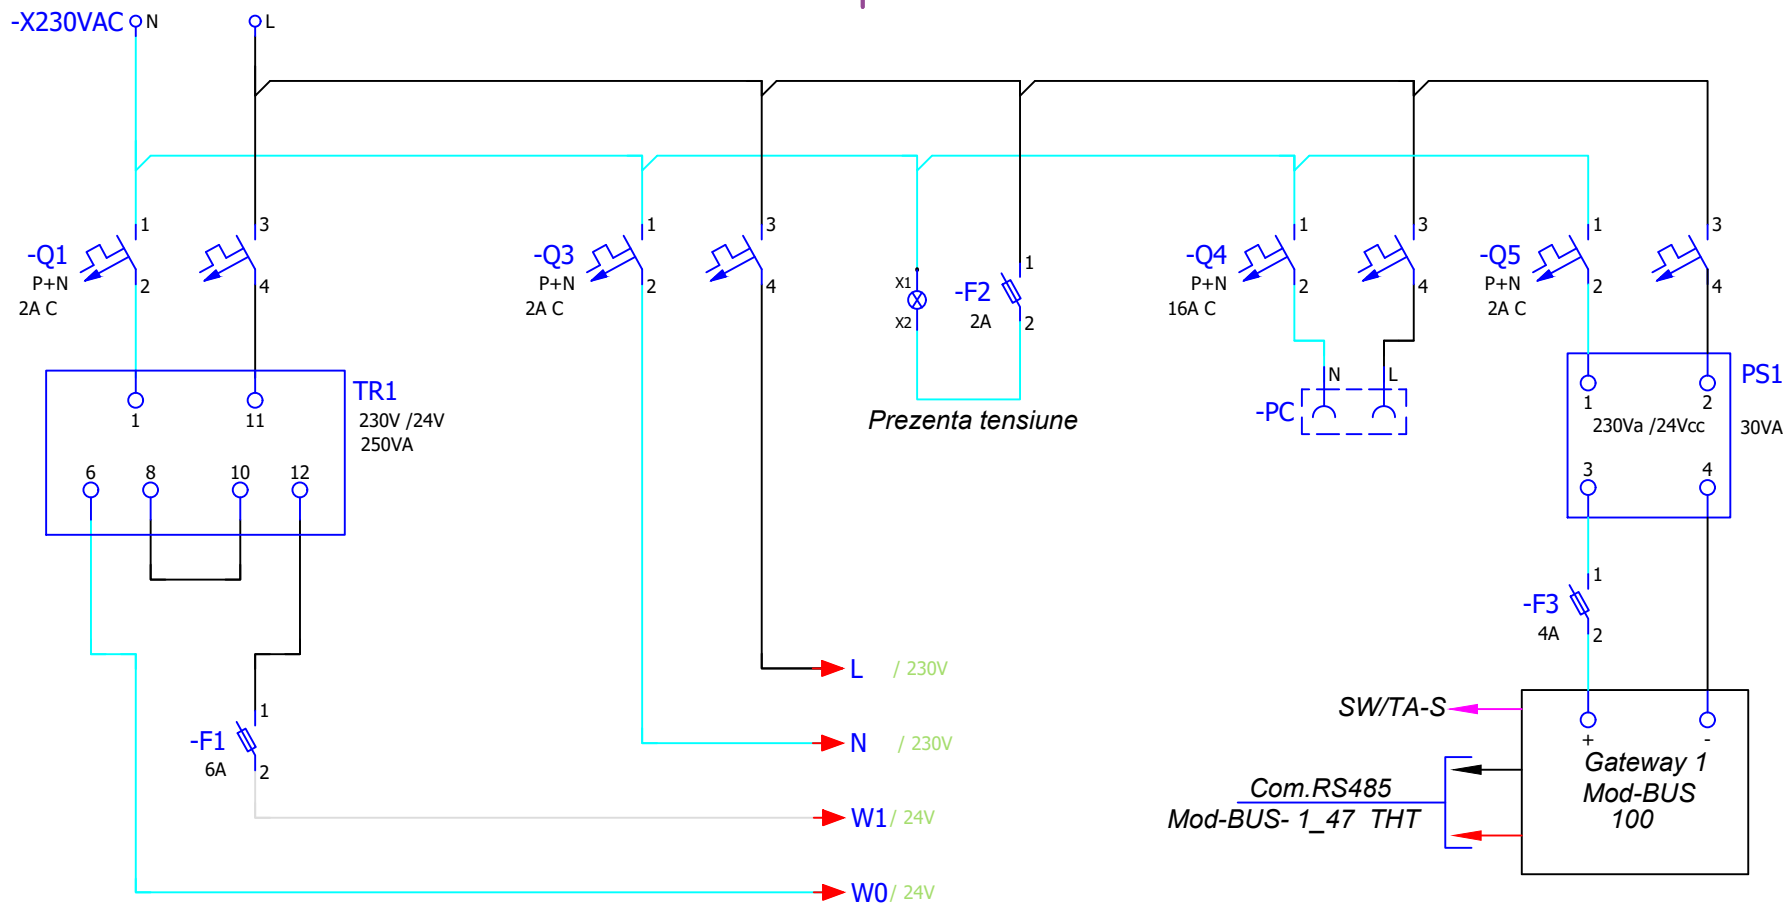 -X230VAC N L
1 3 1 3 1 3 1 3
-Q1 -Q3 -Q4 -Q5
P+N P+N P+N P+N
2A C 2A C 16A C 2A C
2 4 2 4 2 4 2 4
X1 -F2 1
X2 2A 2
N L
-PC
Prezenta tensiune
TR1
230V /24V
250VA
1 11
6 8 10 12
PS1
1 2
230Va /24Vcc 30VA
3 4
1
-F3
4A 2
L / 230V
N / 230V
1
-F1
6A 2
W1 / 24V
W0 / 24V
SW/TA-S
+ -
Gateway 1
Mod-BUS
100
Com.RS485
Mod-BUS- 1_47 THT